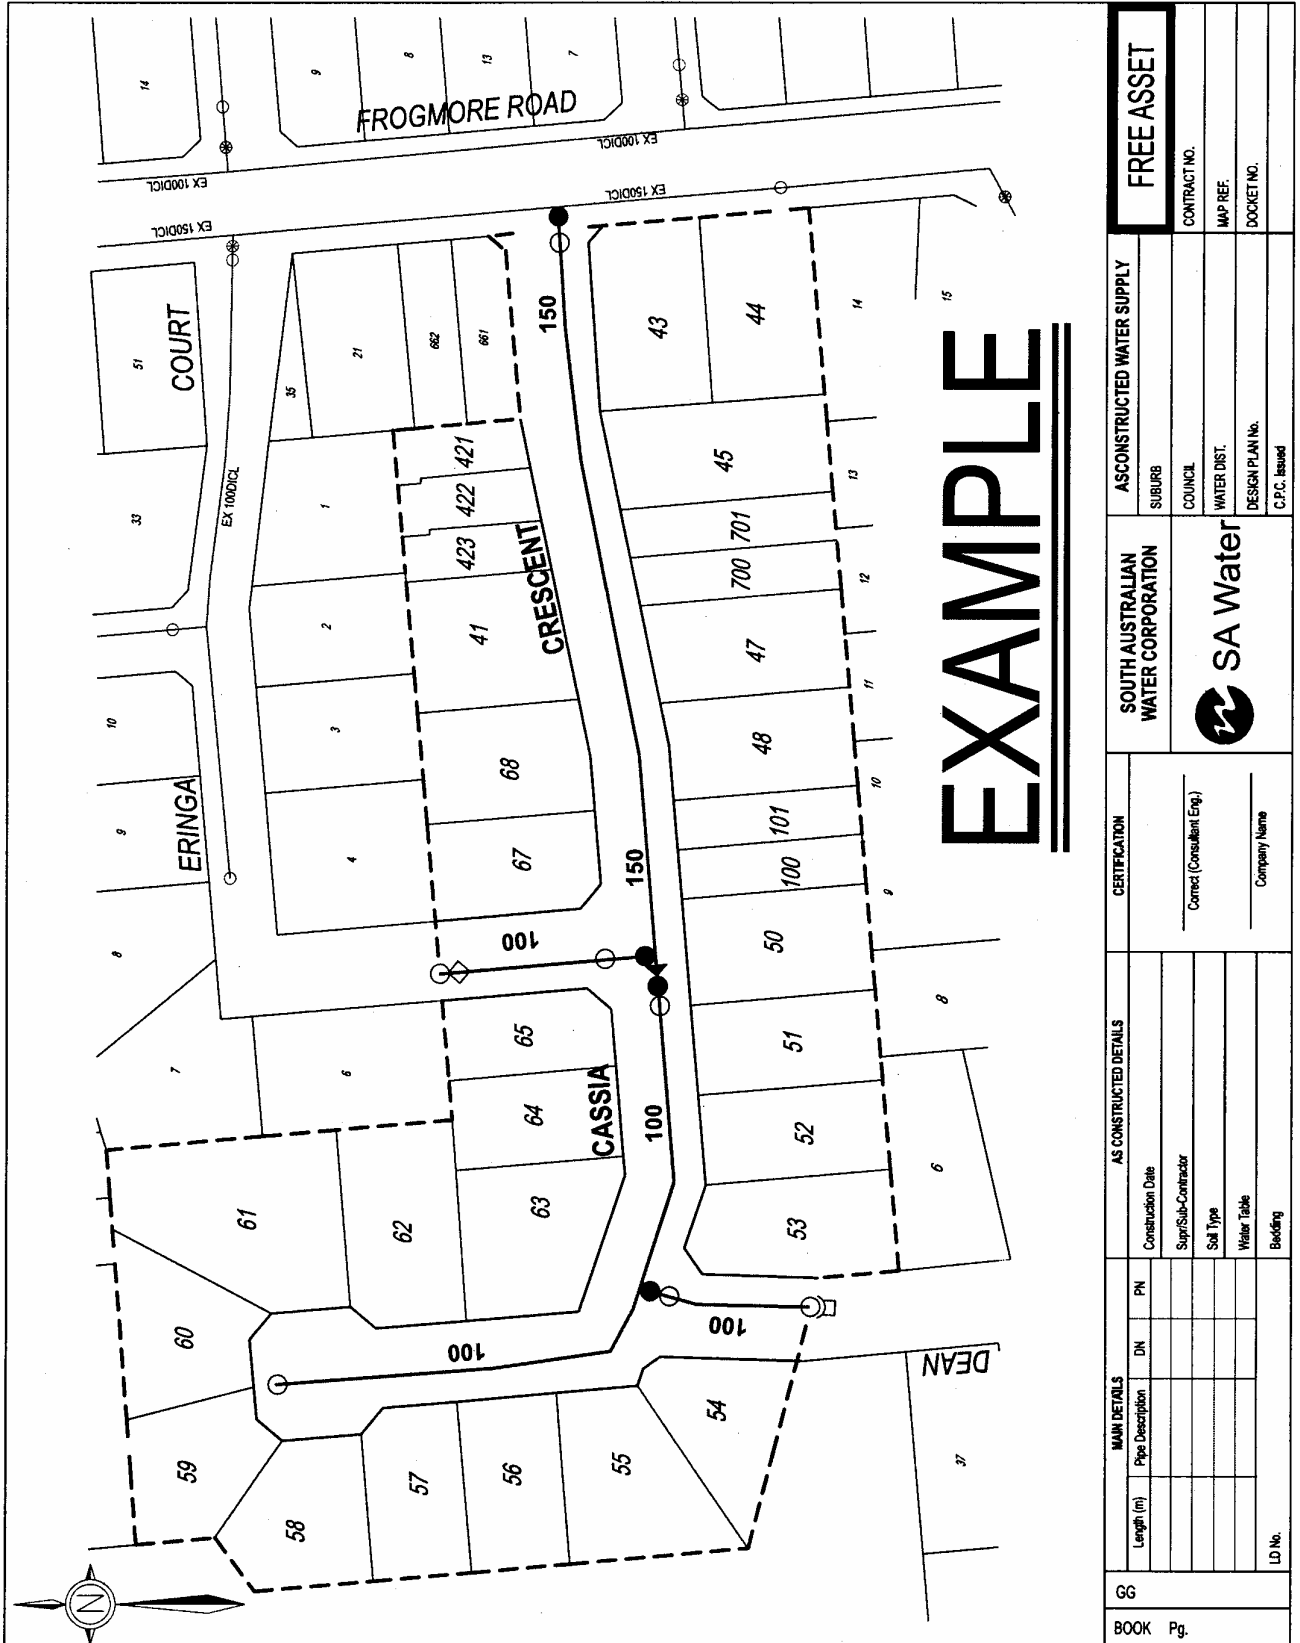 14
9
8
13
7
FROGMORE ROAD
EX 100DICL
EX 100DICL
EX 150DICL
EX 150DICL
51
COURT
35
21
662
661
150
43
44
14
15
33
EX 100DICL
1
421
422
423
CRESCENT
45
701
700
13
12
2
41
47
11
10
3
68
48
10
ERINGA
9
4
67
150
101
100
9
8
100
50
8
7
6
65
64
CASSIA
100
51
52
6
61
62
63
53
60
100
100
DEAN
59
58
57
56
55
54
37
N
EXAMPLE
FREE ASSET
CONTRACT NO.
MAP REF.
DOCKET NO.
ASCONSTRUCTED WATER SUPPLY
SUBURB
COUNCIL
WATER DIST.
DESIGN PLAN No.
C.P.C. Issued
SOUTH AUSTRALIAN
WATER CORPORATION
SA Water
CERTIFICATION
Correct (Consultant Eng.)
Company Name
AS CONSTRUCTED DETAILS
Construction Date
Supr/Sub-Contractor
Soil Type
Water Table
Bedding
MAIN DETAILS
Length (m) Pipe Description DN PN
LD No.
GG
BOOK Pg.